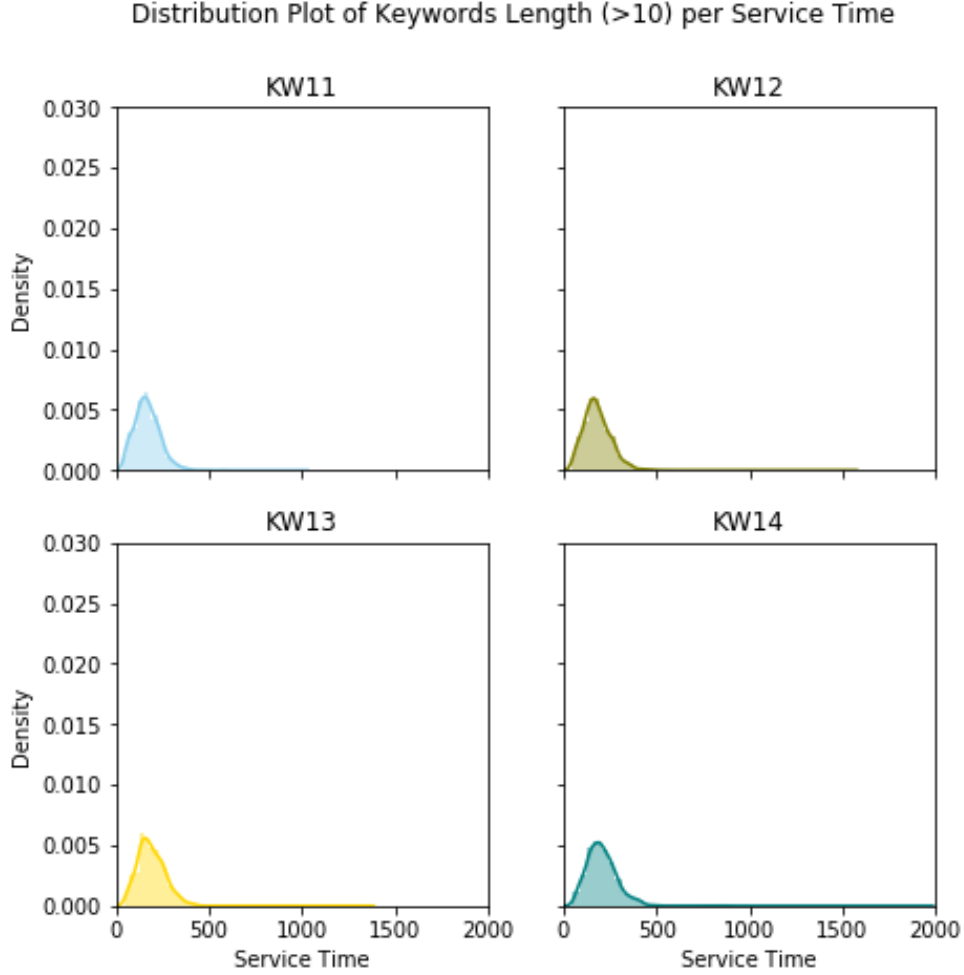 Distribution Plot of Keywords Length (>10) per Service Time
KW11
KW12
0.030
0.025
0.020
0.015
0.010
0.005
0.000
Density
KW13
KW14
0.030
0.025
0.020
0.015
0.010
0.005
0.000
Density
0 500 1000 1500 2000
0 500 1000 1500 2000
Service Time
Service Time